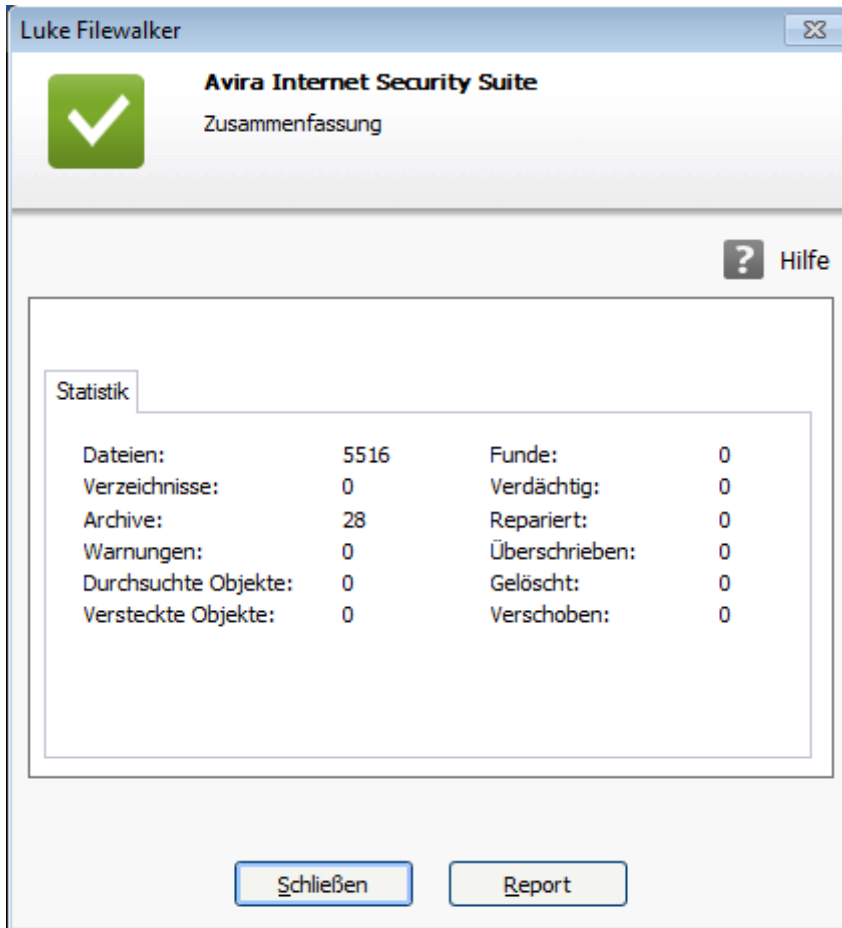 Luke Filewalker
Avira Internet Security Suite
Zusammenfassung
? Hilfe
Statistik
Dateien: 5516 Funde: 0
Verzeichnisse: 0 Verdächtig: 0
Archive: 28 Repariert: 0
Warnungen: 0 Überschrieben: 0
Durchsuchte Objekte: 0 Gelöscht: 0
Versteckte Objekte: 0 Verschoben: 0
Schließen Report